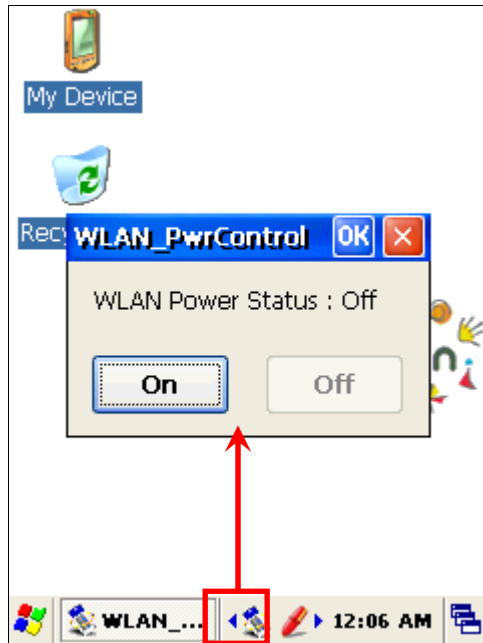 My Device
Recy
WLAN_PwrControl OK
WLAN Power Status : Off
On Off
WLAN_... 12:06 AM